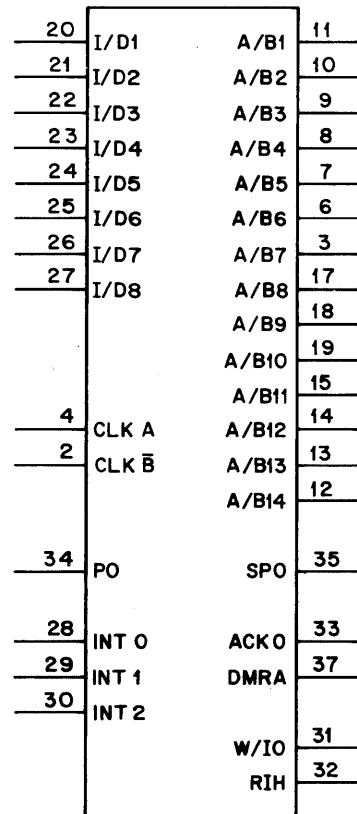 20 I/D1 A/B1 11
21 I/D2 A/B2 10
22 I/D3 A/B3 9
23 I/D4 A/B4 8
24 I/D5 A/B5 7
25 I/D6 A/B6 6
26 I/D7 A/B7 3
27 I/D8 A/B8 17
A/B9 18
A/B10 19
A/B11 15
4 CLK A A/B12 14
2 CLK B̅ A/B13 13
A/B14 12
34 PO SPO 35
28 INT 0 ACK 0 33
29 INT 1 DMRA 37
30 INT 2
W/IO 31
RIH 32